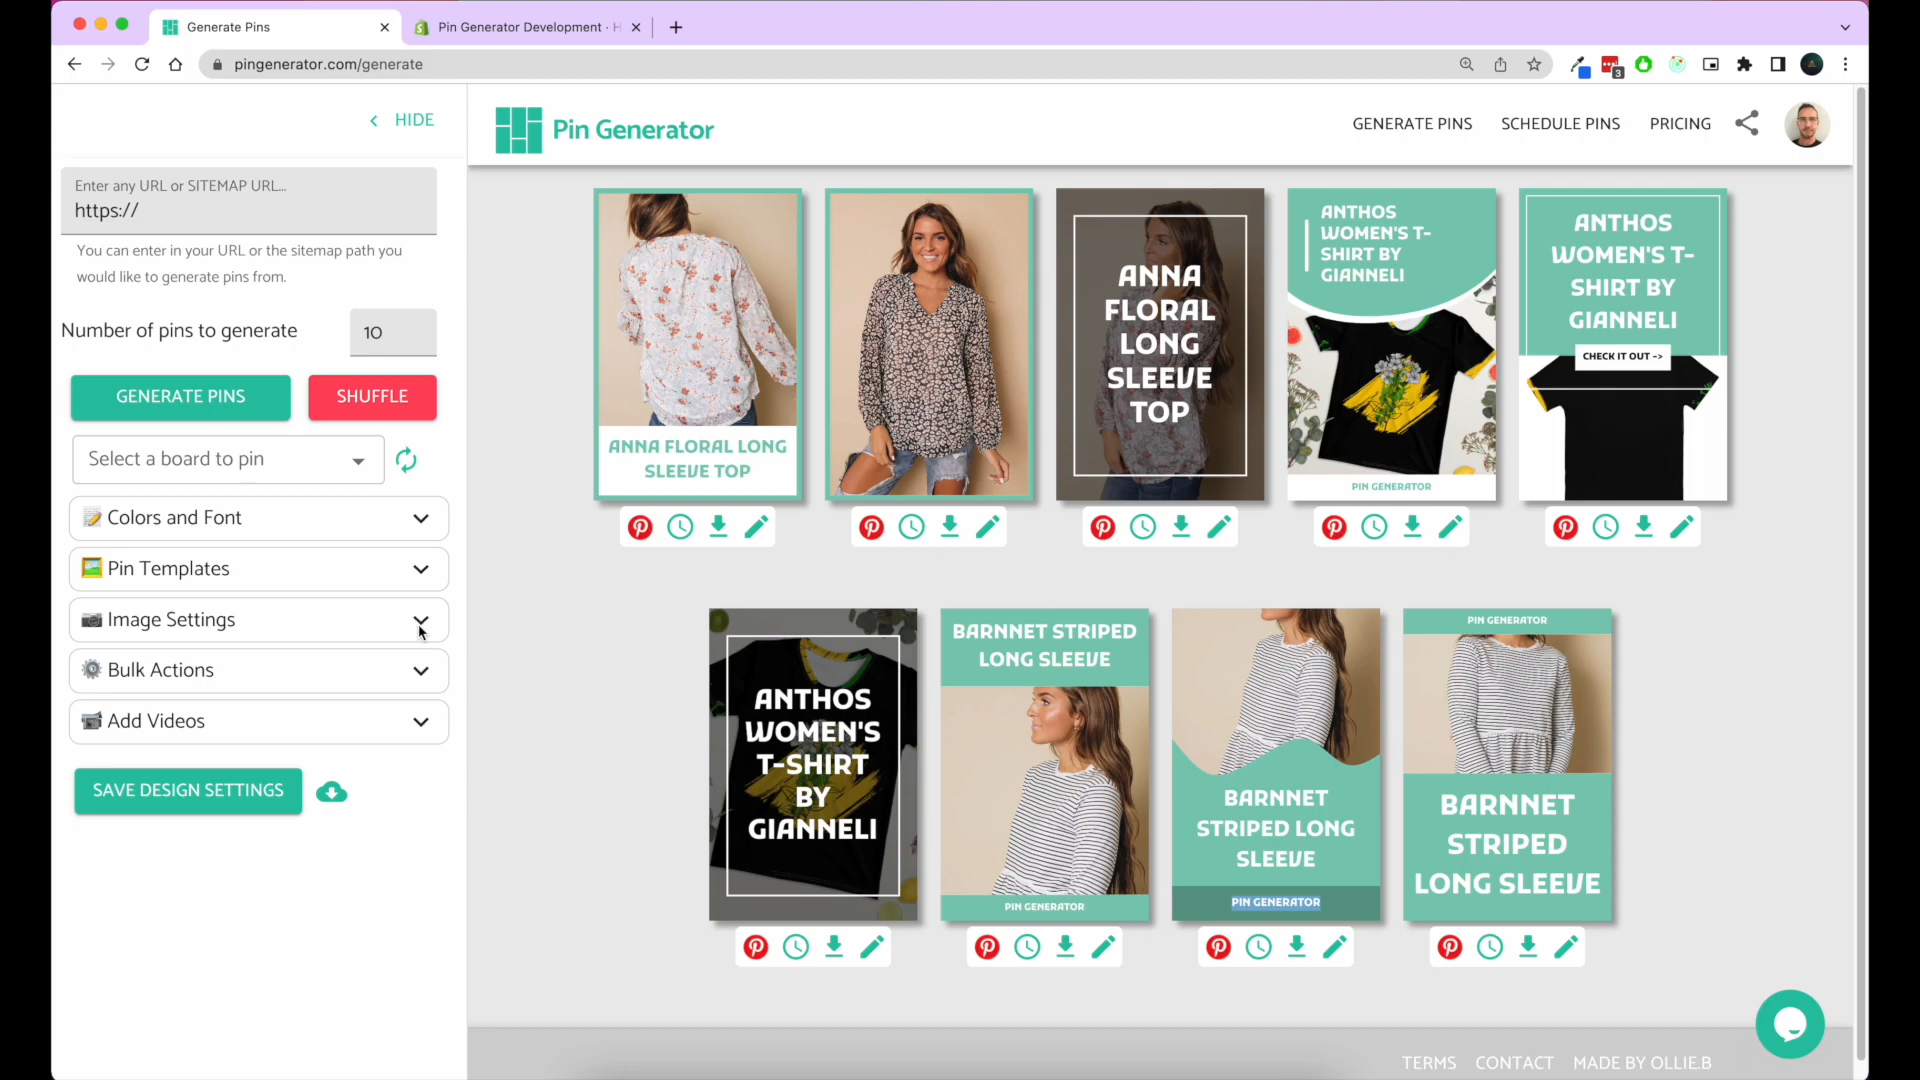 Generate Pins
Pin Generator Development · H
pingenerator.com/generate
3
HIDE
Pin Generator
GENERATE PINS
SCHEDULE PINS
PRICING
Enter any URL or SITEMAP URL...
https://
You can enter in your URL or the sitemap path you
would like to generate pins from.
Number of pins to generate
10
GENERATE PINS
SHUFFLE
Select a board to pin
Colors and Font
Pin Templates
Image Settings
Bulk Actions
Add Videos
SAVE DESIGN SETTINGS
ANNA FLORAL LONG
SLEEVE TOP
ANNA
FLORAL
LONG
SLEEVE
TOP
ANTHOS
WOMEN'S T-
SHIRT BY
GIANNELI
PIN GENERATOR
ANTHOS
WOMEN'S T-
SHIRT BY
GIANNELI
CHECK IT OUT ->
ANTHOS
WOMEN'S
T-SHIRT
BY
GIANNELI
BARNNET STRIPED
LONG SLEEVE
PIN GENERATOR
BARNNET
STRIPED LONG
SLEEVE
PIN GENERATOR
PIN GENERATOR
BARNNET
STRIPED
LONG SLEEVE
TERMS
CONTACT
MADE BY OLLIE.B